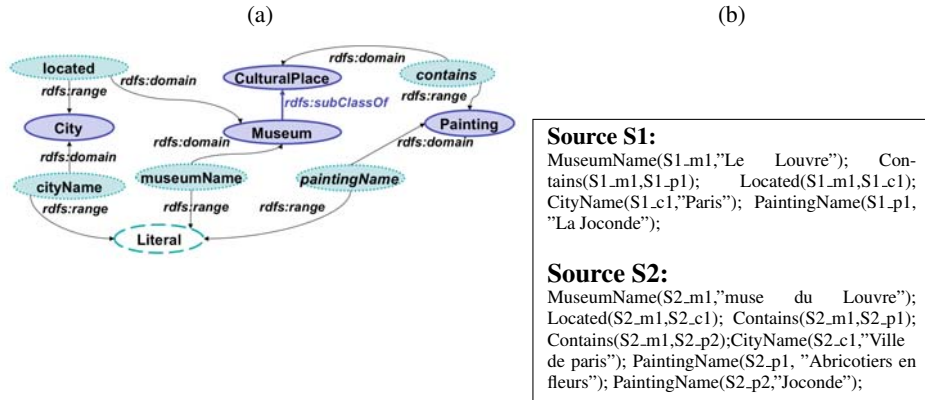 (a)
(b)
located
rdfs:domain
rdfs:range
City
rdfs:domain
cityName
rdfs:range
CulturalPlace
rdfs:subClassOf
Museum
rdfs:domain
museumName
rdfs:range
rdfs:domain
contains
rdfs:range
Painting
rdfs:domain
paintingName
rdfs:range
Literal
Source S1:
MuseumName(S1_m1,"Le Louvre"); Con-
tains(S1_m1,S1_p1); Located(S1_m1,S1_c1);
CityName(S1_c1,"Paris"); PaintingName(S1_p1,
"La Joconde");
Source S2:
MuseumName(S2_m1,"muse du Louvre");
Located(S2_m1,S2_c1); Contains(S2_m1,S2_p1);
Contains(S2_m1,S2_p2);CityName(S2_c1,"Ville
de paris"); PaintingName(S2_p1, "Abricotiers en
fleurs"); PaintingName(S2_p2,"Joconde");